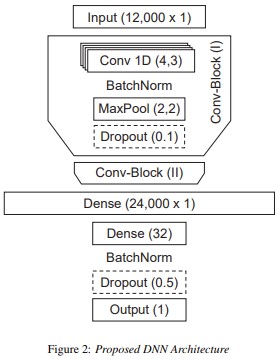 Input (12,000 x 1)
Conv 1D (4,3)
BatchNorm
MaxPool (2,2)
Dropout (0.1)
Conv-Block (I)
Conv-Block (II)
Dense (24,000 x 1)
Dense (32)
BatchNorm
Dropout (0.5)
Output (1)
Figure 2: Proposed DNN Architecture